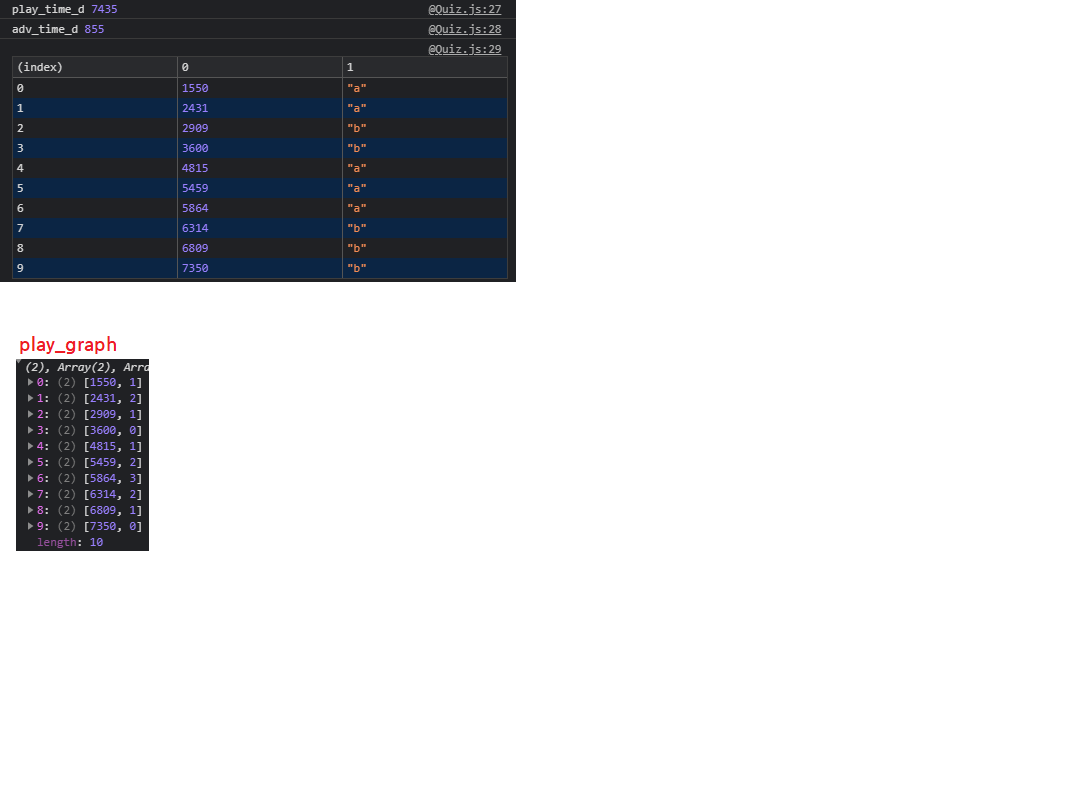 play_time_d 7435 @Quiz.js:27
adv_time_d 855 @Quiz.js:28
@Quiz.js:29
(index) 0 1
0 1550 "a"
1 2431 "a"
2 2909 "b"
3 3600 "b"
4 4815 "a"
5 5459 "a"
6 5864 "a"
7 6314 "b"
8 6809 "b"
9 7350 "b"
play_graph
(2), Array(2), Arra
0: (2) [1550, 1]
1: (2) [2431, 2]
2: (2) [2909, 1]
3: (2) [3600, 0]
4: (2) [4815, 1]
5: (2) [5459, 2]
6: (2) [5864, 3]
7: (2) [6314, 2]
8: (2) [6809, 1]
9: (2) [7350, 0]
length: 10